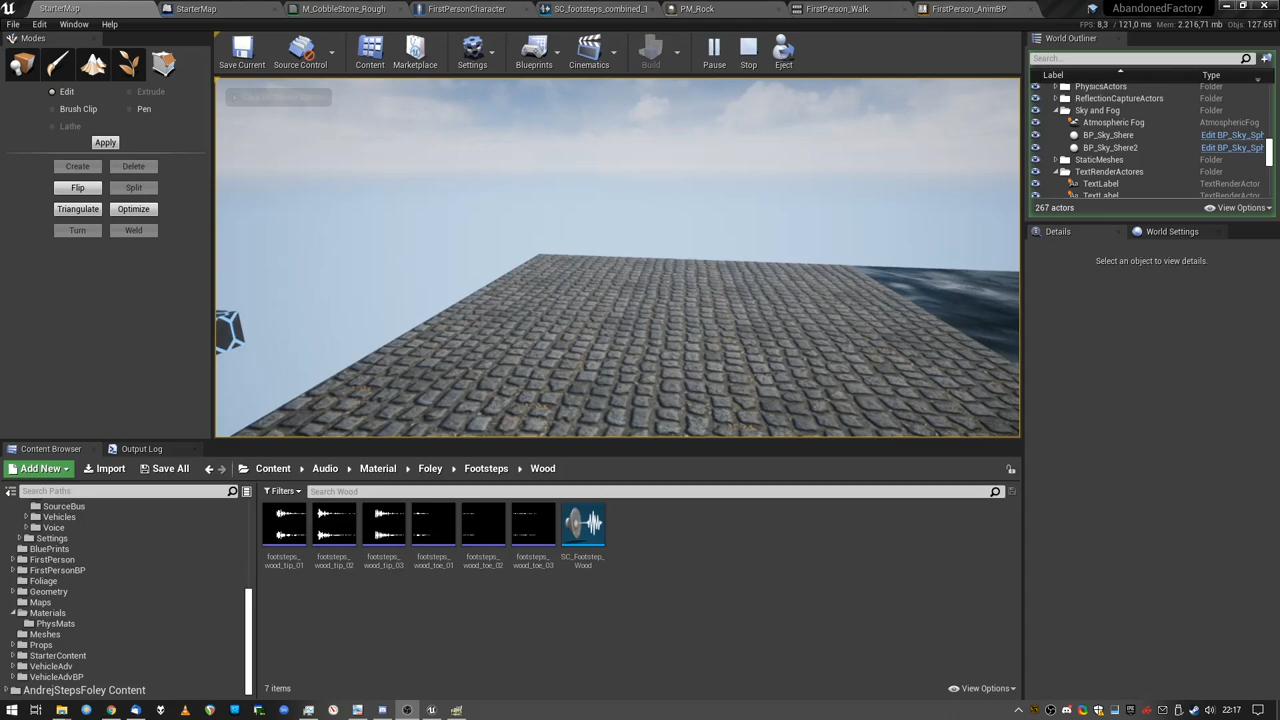 StarterMap
StarterMap
M_CobbleStone_Rough
FirstPersonCharacter
SC_footsteps_combined_1
PM_Rock
FirstPerson_Walk
FirstPerson_AnimBP
AbandonedFactory
File
Edit
Window
Help
FPS: 8,3 / 121,0 ms
Mem: 2.216,71 mb
Objs: 127.651
Modes
Save Current
Source Control
Content
Marketplace
Settings
Blueprints
Cinematics
Build
Pause
Stop
Eject
World Outliner
Search...
Label
Type
PhysicsActors
Folder
ReflectionCaptureActors
Folder
Sky and Fog
Folder
Atmospheric Fog
AtmosphericFog
BP_Sky_Shere
Edit BP_Sky_Sph
BP_Sky_Shere2
Edit BP_Sky_Sph
StaticMeshes
Folder
TextRenderActores
Folder
TextLabel
TextRenderActor
TextLabel
TextRenderActor
267 actors
View Options
Details
World Settings
Select an object to view details.
Edit
Extrude
Brush Clip
Pen
Lathe
Apply
Create
Delete
Flip
Split
Triangulate
Optimize
Turn
Weld
Content Browser
Output Log
Add New
Import
Save All
Content
Audio
Material
Foley
Footsteps
Wood
Search Paths
Filters
Search Wood
SourceBus
Vehicles
Voice
Settings
BluePrints
FirstPerson
FirstPersonBP
Foliage
Geometry
Maps
Materials
PhysMats
Meshes
Props
StarterContent
VehicleAdv
VehicleAdvBP
AndrejStepsFoley Content
footsteps_
wood_tip_01
footsteps_
wood_tip_02
footsteps_
wood_tip_03
footsteps_
wood_toe_01
footsteps_
wood_toe_02
footsteps_
wood_toe_03
SC_Footstep_
Wood
7 items
View Options
22:17